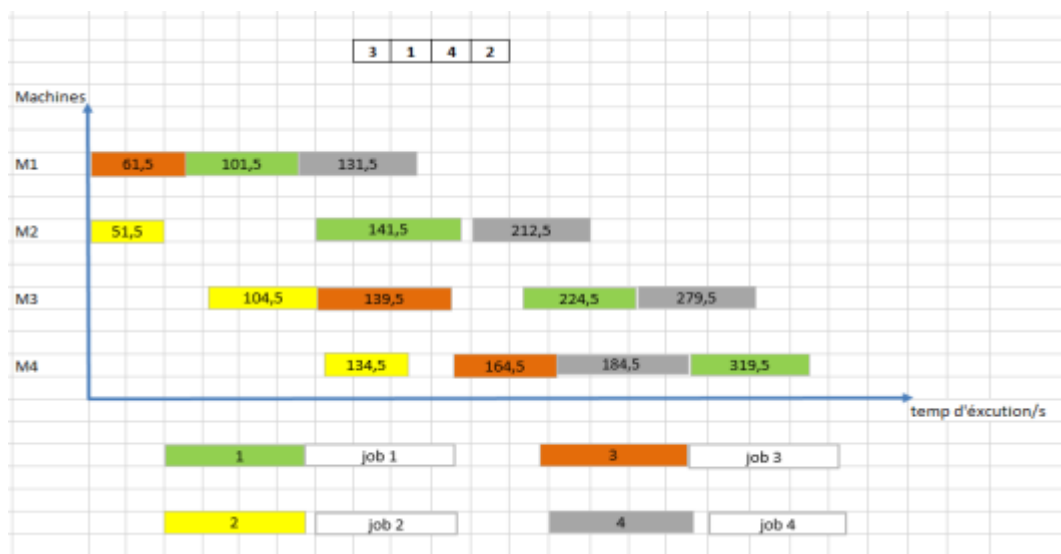 3 1 4 2
Machines
M1 61,5 101,5 131,5
M2 51,5 141,5 212,5
M3 104,5 139,5 224,5 279,5
M4 134,5 164,5 184,5 319,5
temp d'éxcution/s
1 job 1 3 job 3
2 job 2 4 job 4